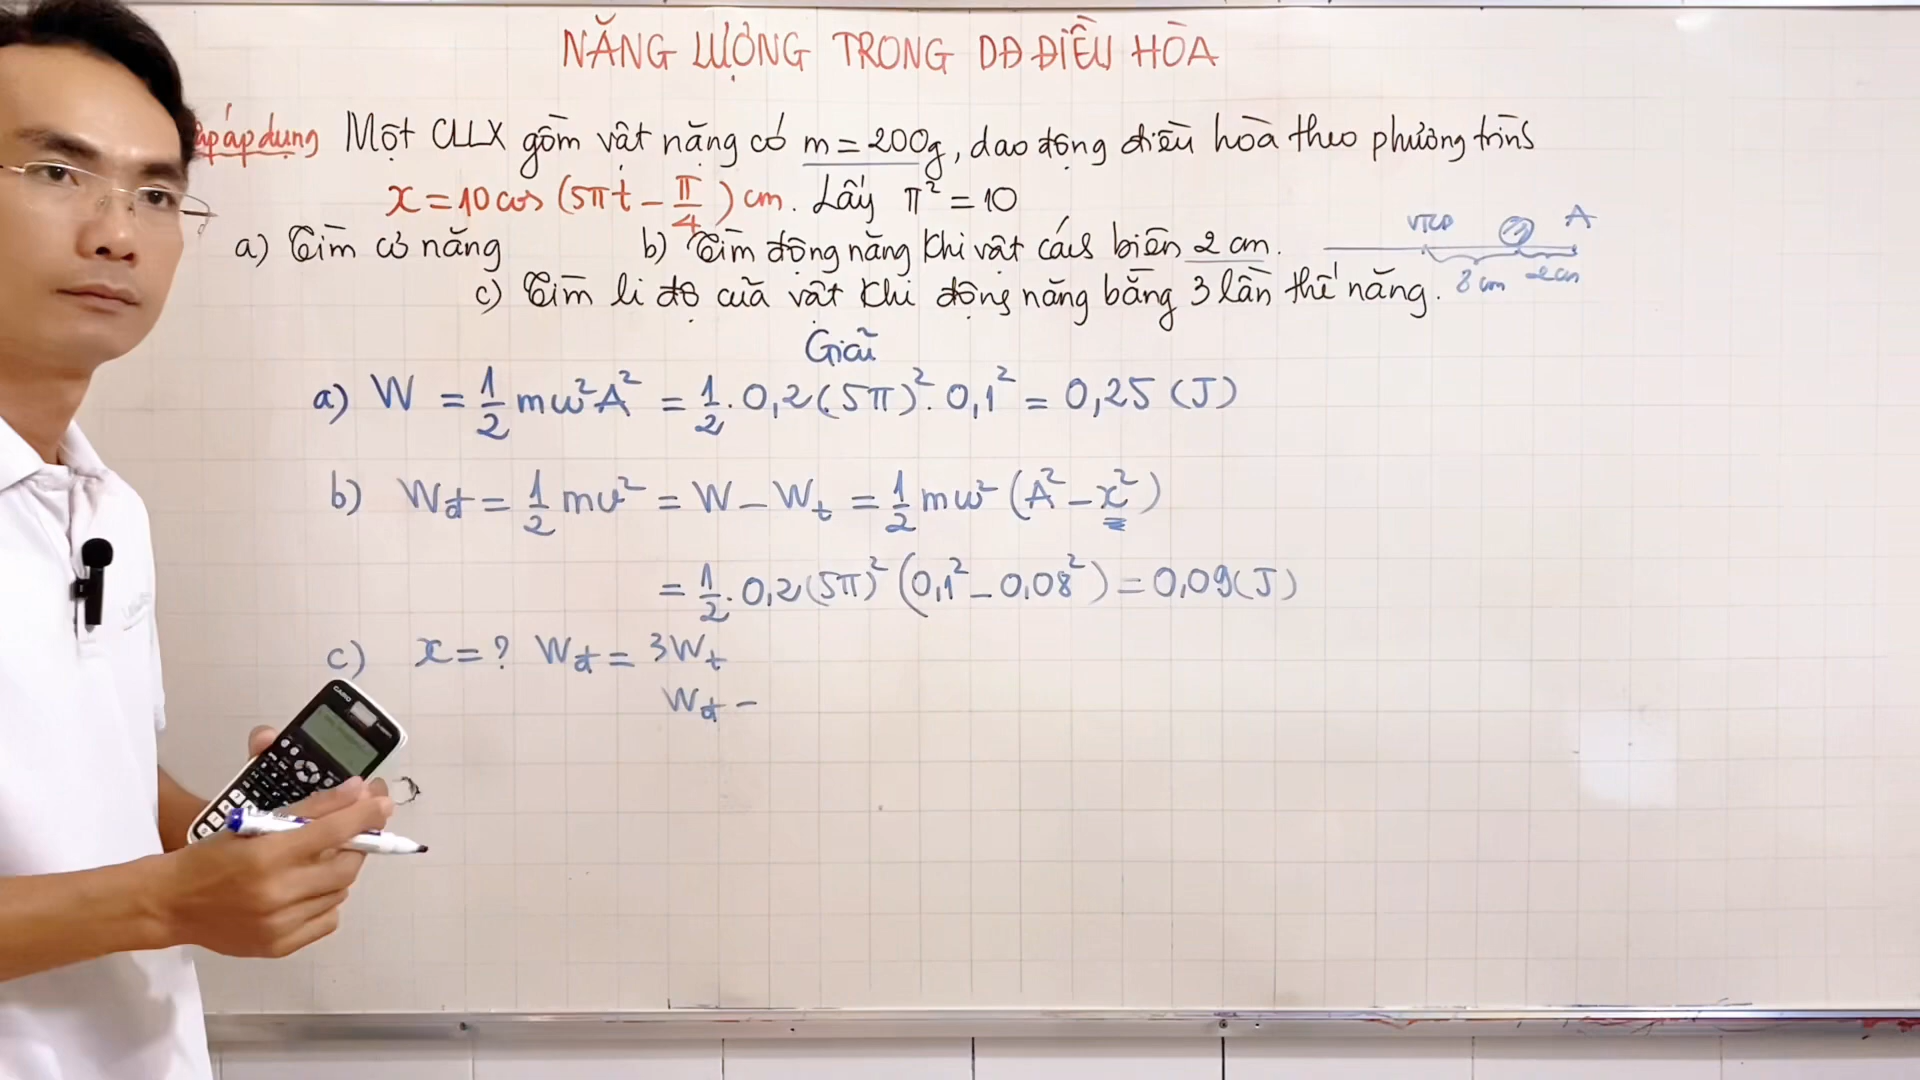 NĂNG LƯỢNG TRONG DĐ ĐIỀU HÒA
áp dụng Một CLLX gồm vật nặng có m = 200g, dao động điều hòa theo phương trình
x = 10 cos (5πt - π/4) cm. Lấy π² = 10
VTCB A
a) Tìm cơ năng b) Tìm động năng khi vật cách biên 2 cm.
8 cm 2cm
c) Tìm li độ của vật khi động năng bằng 3 lần thế năng.
Giải
a) W = 1/2 mω²A² = 1/2 . 0,2 (5π)² . 0,1² = 0,25 (J)
b) Wđ = 1/2 mv² = W - Wt = 1/2 mω² (A² - x²)
= 1/2 . 0,2 (5π)² (0,1² - 0,08²) = 0,09 (J)
c) x = ? Wđ = 3Wt
Wđ -
CASIO